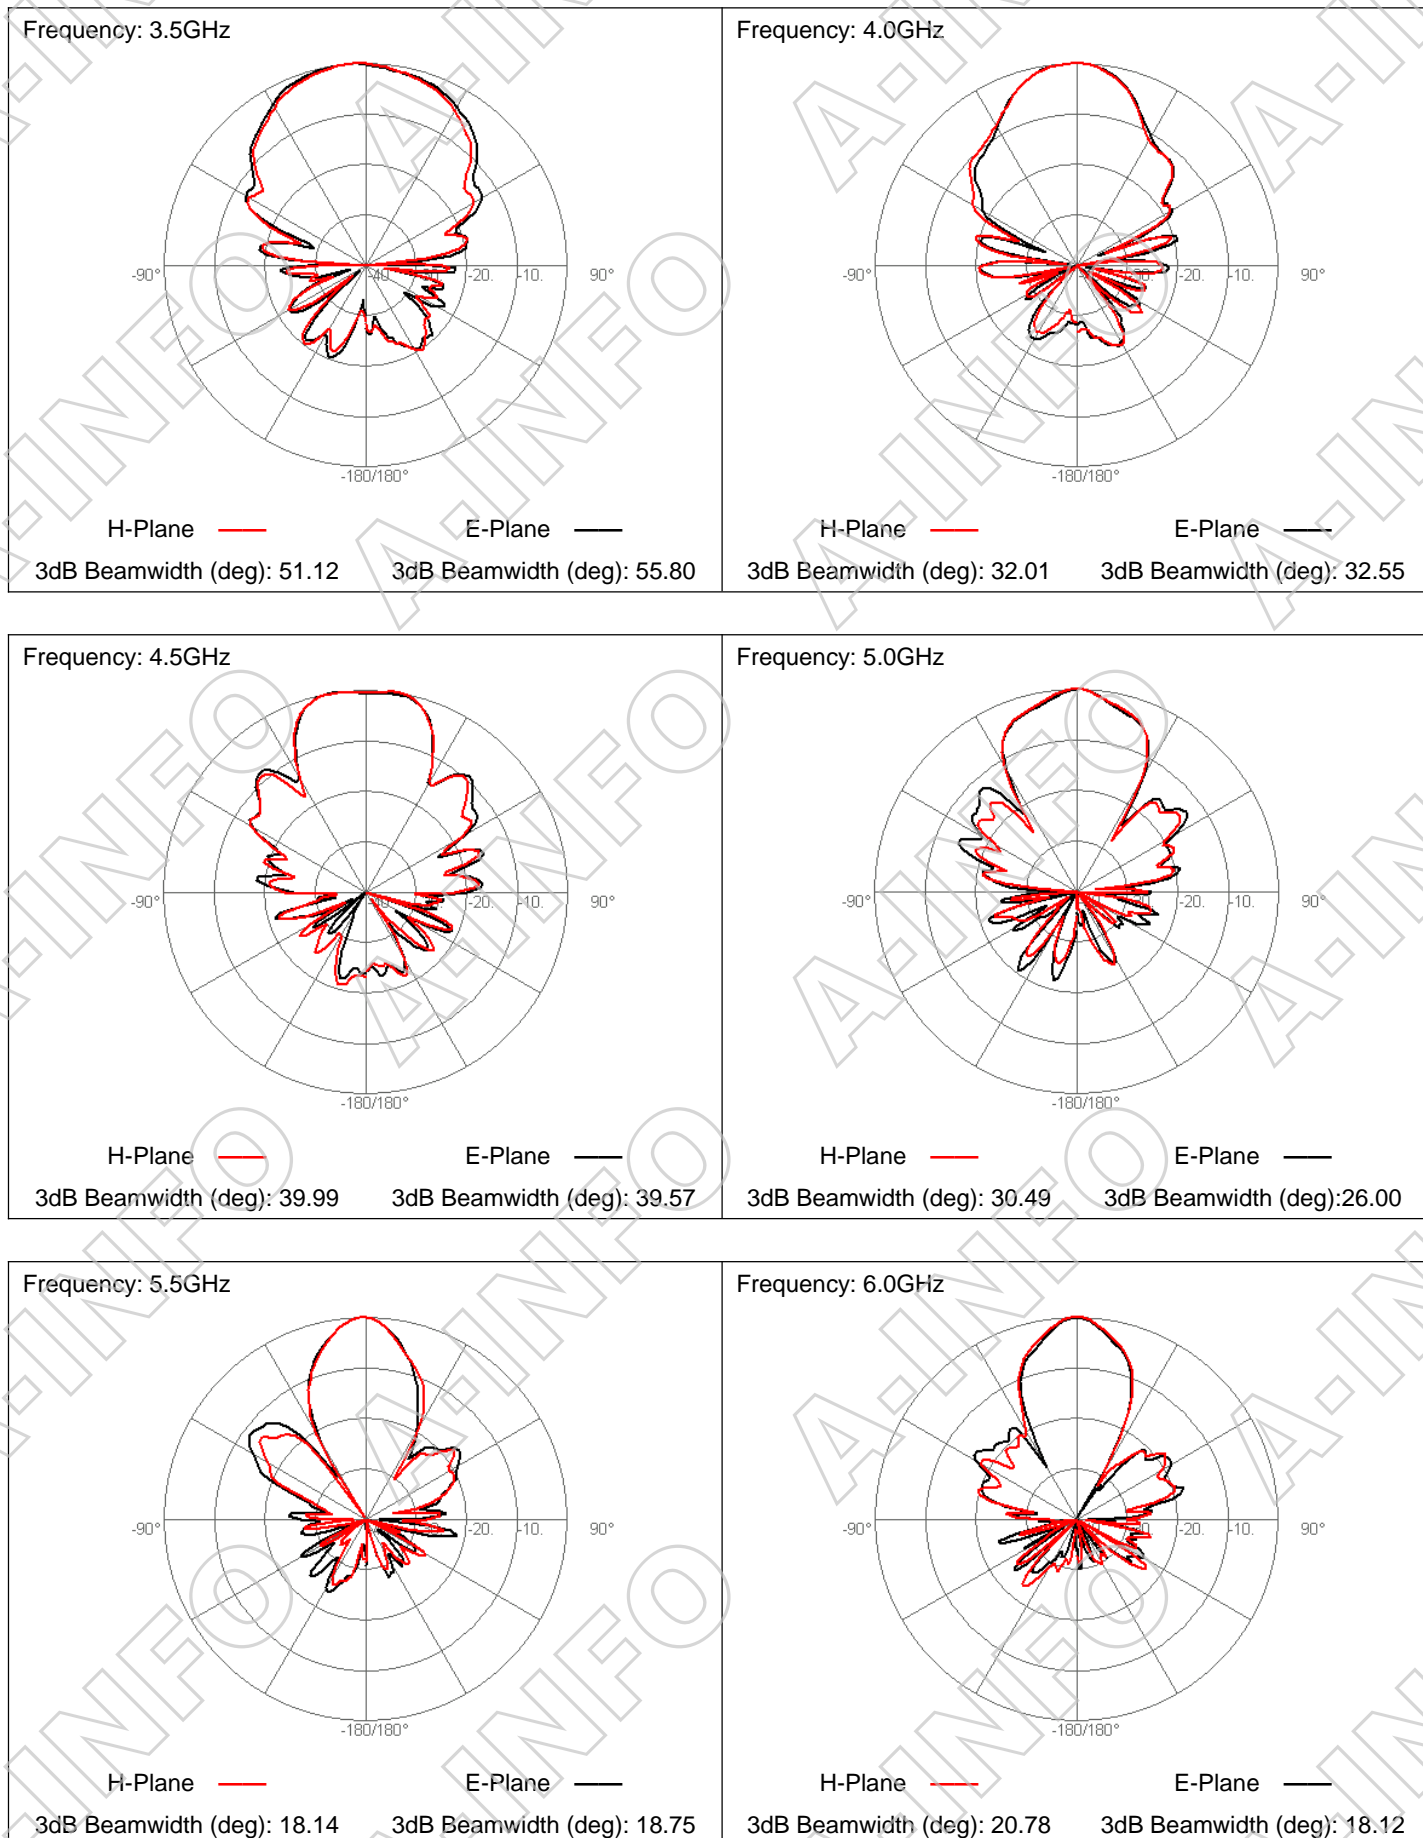 Frequency: 3.5GHz
-90°
-40
-30
-20.
-10.
90°
-180/180°
H-Plane
E-Plane
3dB Beamwidth (deg): 51.12
3dB Beamwidth (deg): 55.80
Frequency: 4.0GHz
-90°
-20.
-10.
90°
-180/180°
H-Plane
E-Plane
3dB Beamwidth (deg): 32.01
3dB Beamwidth (deg): 32.55
Frequency: 4.5GHz
-90°
-40
-20.
-10.
90°
-180/180°
H-Plane
E-Plane
3dB Beamwidth (deg): 39.99
3dB Beamwidth (deg): 39.57
Frequency: 5.0GHz
-90°
-20.
-10.
90°
-180/180°
H-Plane
E-Plane
3dB Beamwidth (deg): 30.49
3dB Beamwidth (deg):26.00
Frequency: 5.5GHz
-90°
-20.
-10.
90°
-180/180°
H-Plane
E-Plane
3dB Beamwidth (deg): 18.14
3dB Beamwidth (deg): 18.75
Frequency: 6.0GHz
-90°
-20.
-10.
90°
-180/180°
H-Plane
E-Plane
3dB Beamwidth (deg): 20.78
3dB Beamwidth (deg): 18.12
A-INFO